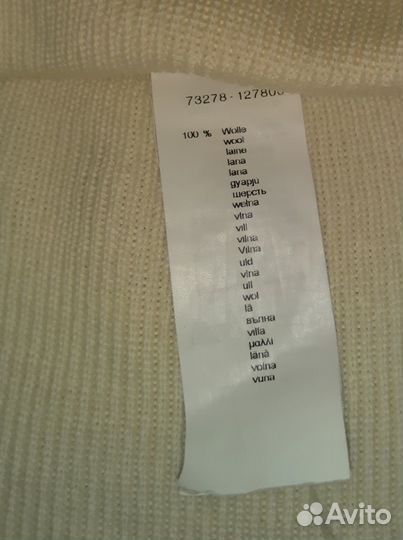 73278 - 127800
100 % Wolle
wool
laine
lana
lana
gyapju
шерсть
wełna
vlna
vill
vilna
Vilna
uld
vlna
ull
wol
lã
вълна
villa
μαλλί
lână
volna
vuna
Avito